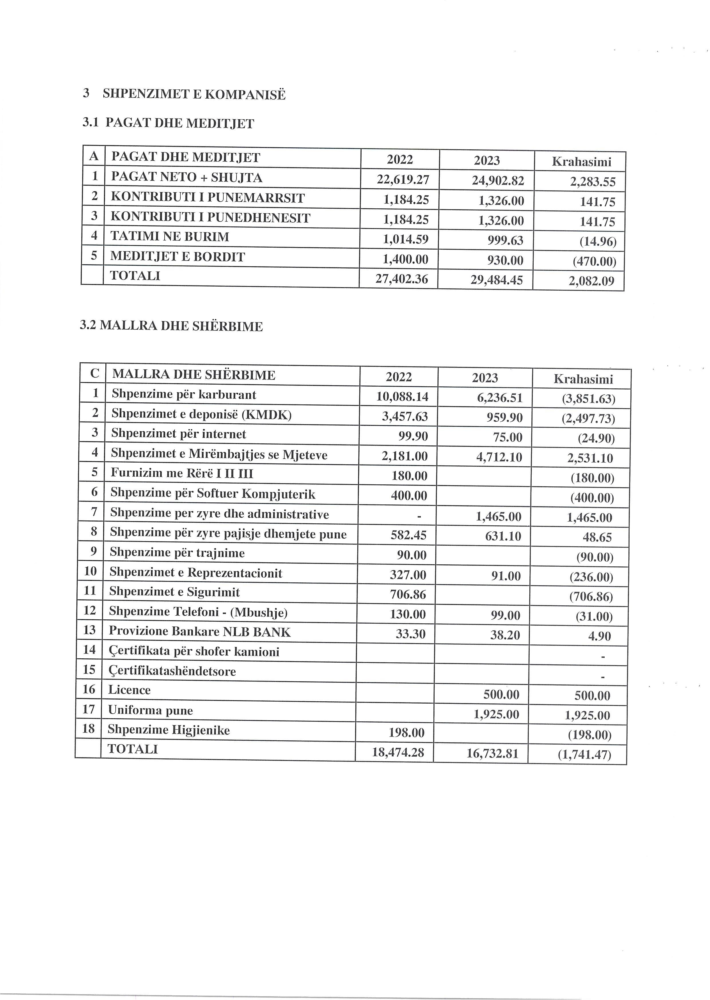 3 SHPENZIMET E KOMPANISË
3.1 PAGAT DHE MEDITJET
A PAGAT DHE MEDITJET 2022 2023 Krahasimi
1 PAGAT NETO + SHUJTA 22,619.27 24,902.82 2,283.55
2 KONTRIBUTI I PUNEMARRSIT 1,184.25 1,326.00 141.75
3 KONTRIBUTI I PUNEDHENESIT 1,184.25 1,326.00 141.75
4 TATIMI NE BURIM 1,014.59 999.63 (14.96)
5 MEDITJET E BORDIT 1,400.00 930.00 (470.00)
TOTALI 27,402.36 29,484.45 2,082.09
3.2 MALLRA DHE SHËRBIME
C MALLRA DHE SHËRBIME 2022 2023 Krahasimi
1 Shpenzime për karburant 10,088.14 6,236.51 (3,851.63)
2 Shpenzimet e deponisë (KMDK) 3,457.63 959.90 (2,497.73)
3 Shpenzimet për internet 99.90 75.00 (24.90)
4 Shpenzimet e Mirëmbajtjes se Mjeteve 2,181.00 4,712.10 2,531.10
5 Furnizim me Rërë I II III 180.00 (180.00)
6 Shpenzime për Softuer Kompjuterik 400.00 (400.00)
7 Shpenzime per zyre dhe administrative - 1,465.00 1,465.00
8 Shpenzime për zyre pajisje dhemjete pune 582.45 631.10 48.65
9 Shpenzime për trajnime 90.00 (90.00)
10 Shpenzimet e Reprezentacionit 327.00 91.00 (236.00)
11 Shpenzimet e Sigurimit 706.86 (706.86)
12 Shpenzime Telefoni - (Mbushje) 130.00 99.00 (31.00)
13 Provizione Bankare NLB BANK 33.30 38.20 4.90
14 Çertifikata për shofer kamioni -
15 Çertifikatashëndetsore -
16 Licence 500.00 500.00
17 Uniforma pune 1,925.00 1,925.00
18 Shpenzime Higjienike 198.00 (198.00)
TOTALI 18,474.28 16,732.81 (1,741.47)